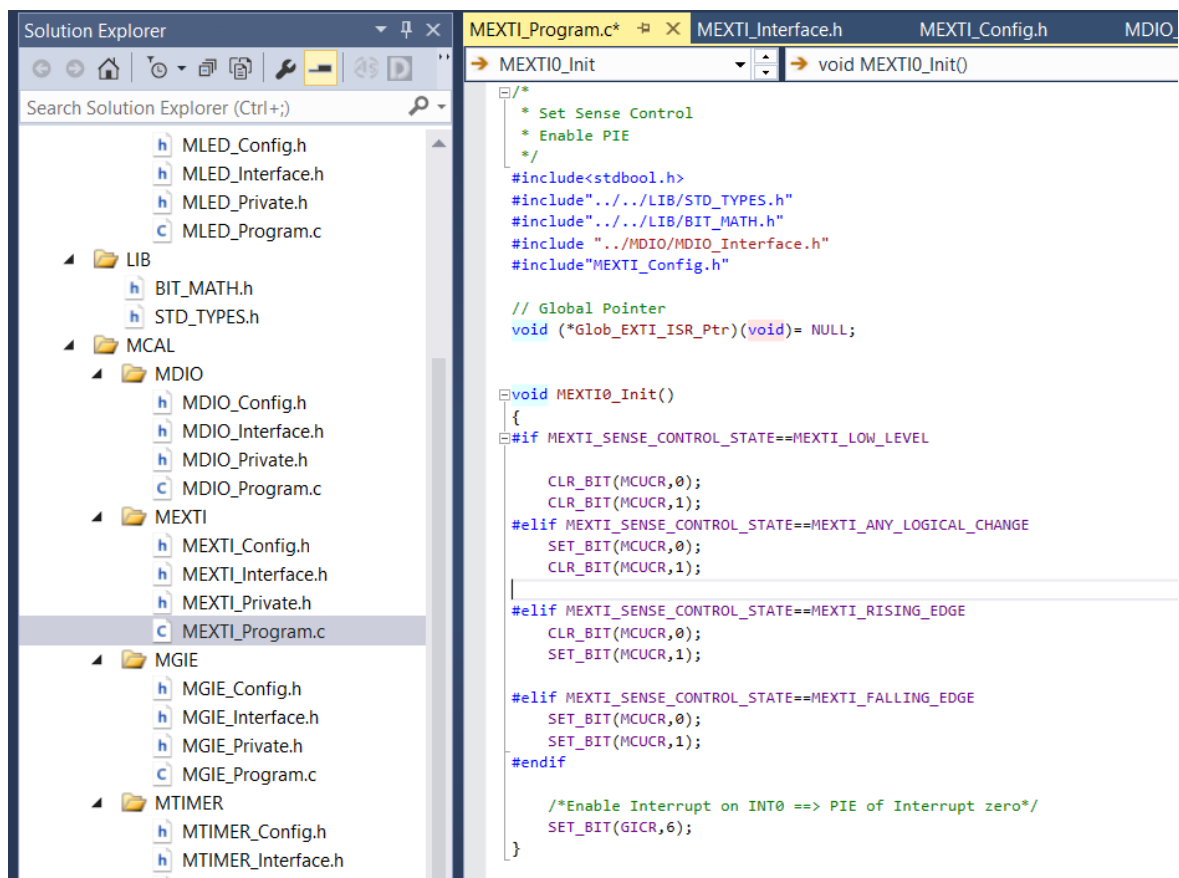 Solution Explorer
Search Solution Explorer (Ctrl+;)
MLED_Config.h
MLED_Interface.h
MLED_Private.h
MLED_Program.c
LIB
BIT_MATH.h
STD_TYPES.h
MCAL
MDIO
MDIO_Config.h
MDIO_Interface.h
MDIO_Private.h
MDIO_Program.c
MEXTI
MEXTI_Config.h
MEXTI_Interface.h
MEXTI_Private.h
MEXTI_Program.c
MGIE
MGIE_Config.h
MGIE_Interface.h
MGIE_Private.h
MGIE_Program.c
MTIMER
MTIMER_Config.h
MTIMER_Interface.h
MEXTI_Program.c* MEXTI_Interface.h MEXTI_Config.h MDIO_
MEXTI0_Init void MEXTI0_Init()
/*
* Set Sense Control
* Enable PIE
*/
#include<stdbool.h>
#include"../../LIB/STD_TYPES.h"
#include"../../LIB/BIT_MATH.h"
#include "../MDIO/MDIO_Interface.h"
#include"MEXTI_Config.h"
// Global Pointer
void (*Glob_EXTI_ISR_Ptr)(void)= NULL;
void MEXTI0_Init()
{
#if MEXTI_SENSE_CONTROL_STATE==MEXTI_LOW_LEVEL
CLR_BIT(MCUCR,0);
CLR_BIT(MCUCR,1);
#elif MEXTI_SENSE_CONTROL_STATE==MEXTI_ANY_LOGICAL_CHANGE
SET_BIT(MCUCR,0);
CLR_BIT(MCUCR,1);
#elif MEXTI_SENSE_CONTROL_STATE==MEXTI_RISING_EDGE
CLR_BIT(MCUCR,0);
SET_BIT(MCUCR,1);
#elif MEXTI_SENSE_CONTROL_STATE==MEXTI_FALLING_EDGE
SET_BIT(MCUCR,0);
SET_BIT(MCUCR,1);
#endif
/*Enable Interrupt on INT0 ==> PIE of Interrupt zero*/
SET_BIT(GICR,6);
}